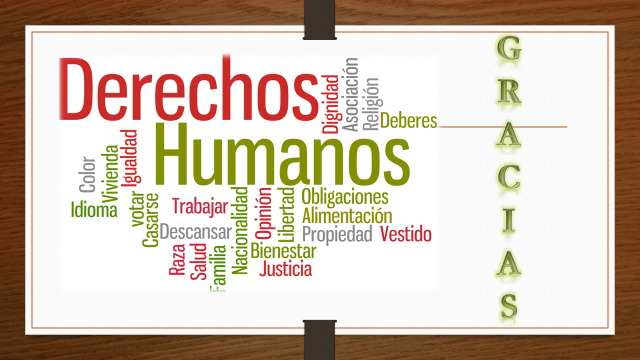 Derechos
Humanos
Dignidad
Asociación
Religión
Deberes
Color
Vivienda
Igualdad
Idioma
votar
Casarse
Trabajar
Descansar
Raza
Salud
Familia
Nacionalidad
Opinión
Libertad
Obligaciones
Alimentación
Propiedad
Vestido
Bienestar
Justicia
GRACIAS